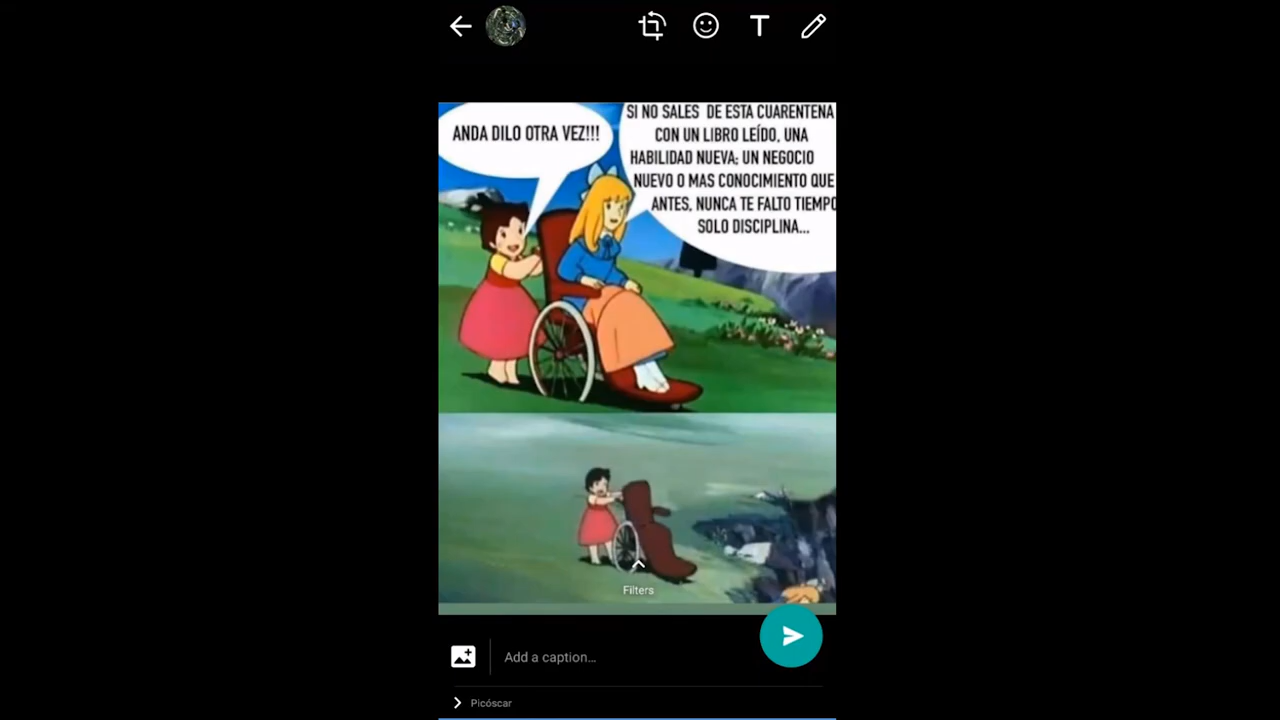 ANDA DILO OTRA VEZ!!!
SI NO SALES DE ESTA CUARENTENA
CON UN LIBRO LEÍDO, UNA
HABILIDAD NUEVA; UN NEGOCIO
NUEVO O MAS CONOCIMIENTO QUE
ANTES, NUNCA TE FALTO TIEMPO
SOLO DISCIPLINA...
Filters
Add a caption...
Picóscar